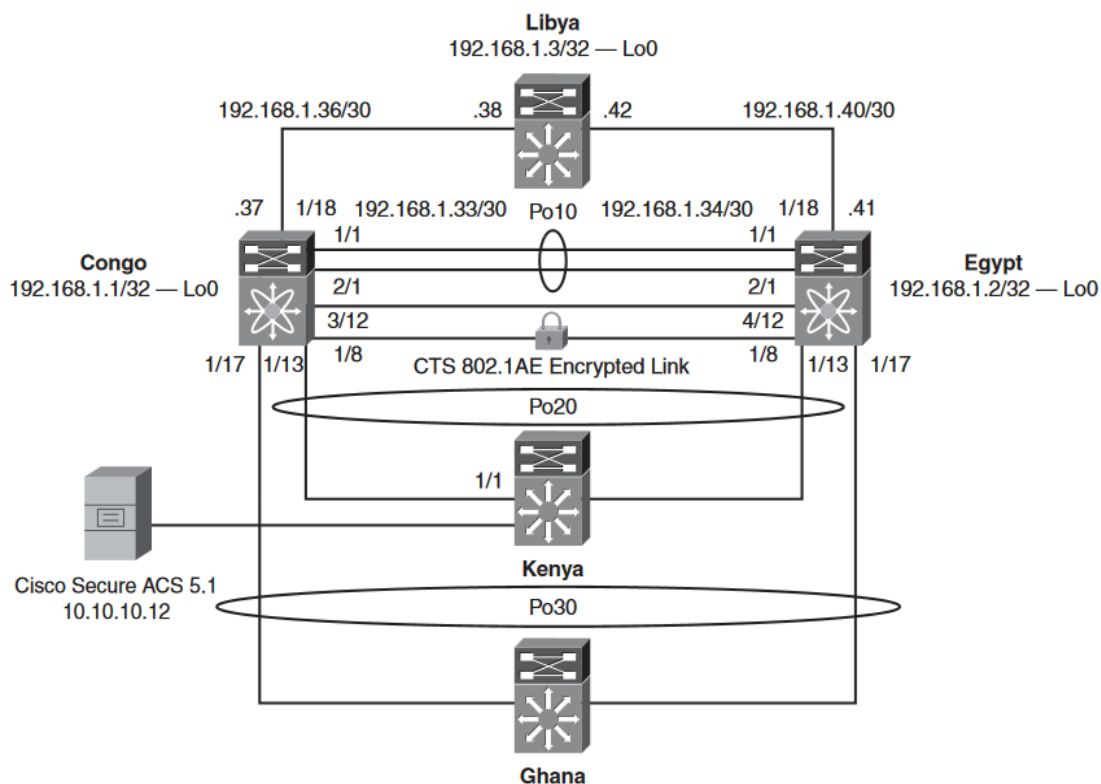 Libya
192.168.1.3/32 — Lo0
192.168.1.36/30
.38
.42
192.168.1.40/30
.37
1/18
192.168.1.33/30
Po10
192.168.1.34/30
1/18
.41
1/1
1/1
Congo
192.168.1.1/32 — Lo0
Egypt
192.168.1.2/32 — Lo0
2/1
2/1
3/12
4/12
1/17
1/13
1/8
CTS 802.1AE Encrypted Link
1/8
1/13
1/17
Po20
1/1
Kenya
Cisco Secure ACS 5.1
10.10.10.12
Po30
Ghana